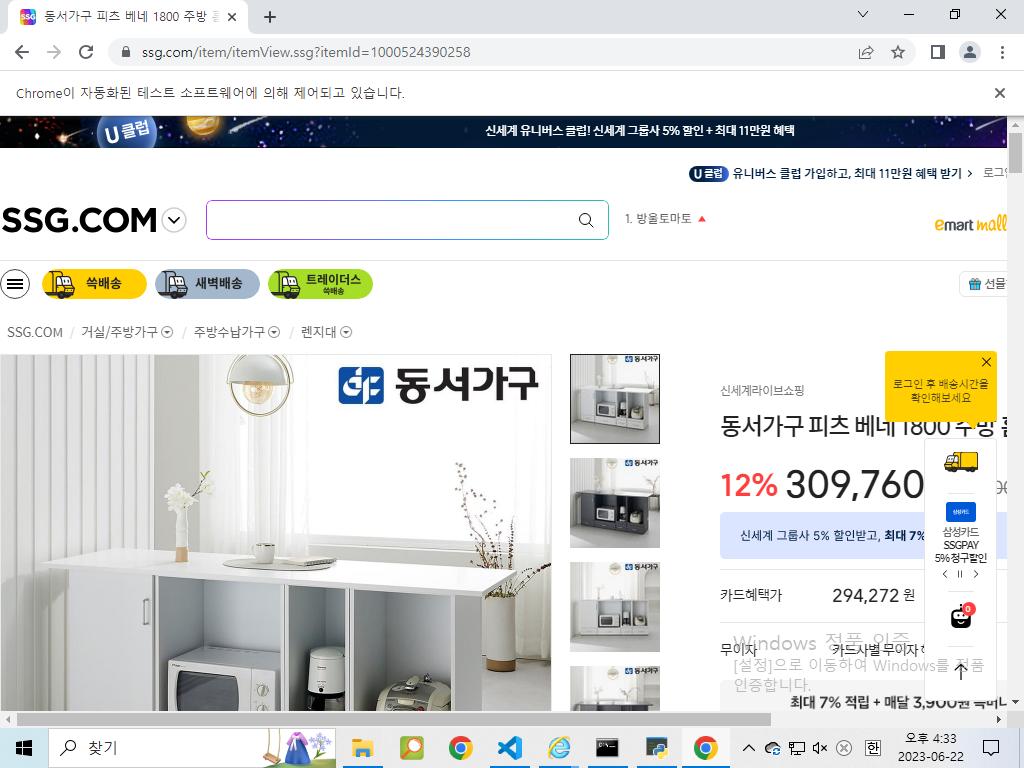 동서가구 피츠 베네 1800 주방
ssg.com/item/itemView.ssg?itemId=1000524390258
Chrome이 자동화된 테스트 소프트웨어에 의해 제어되고 있습니다.
U 클럽
신세계 유니버스 클럽! 신세계 그룹사 5% 할인 + 최대 11만원 혜택
U 클럽 유니버스 클럽 가입하고, 최대 11만원 혜택 받기 로그인
SSG.COM
1. 방울토마토
emart mall
쓱배송
새벽배송
트레이더스
쓱배송
선물
SSG.COM / 거실/주방가구 / 주방수납가구 / 렌지대
동서가구
신세계라이브쇼핑
로그인 후 배송시간을
확인해보세요
동서가구 피츠 베네 1800 주방
12% 309,760
신세계 그룹사 5% 할인받고, 최대 7%
삼성카드
삼성카드
SSGPAY
5% 청구할인
카드혜택가 294,272 원
0
무이자 카드사별 무이자
Windows 정품 인증
[설정]으로 이동하여 Windows를 정품
인증합니다.
최대 7% 적립 + 매달 3,900원
찾기
한
오후 4:33
2023-06-22